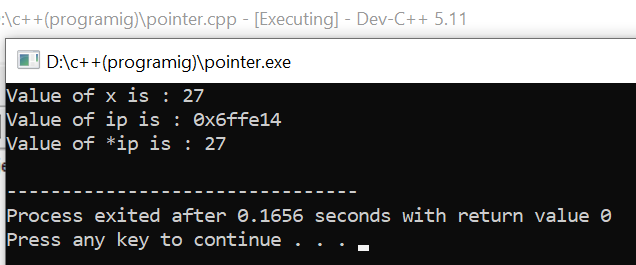 :\c++(programig)\pointer.cpp - [Executing] - Dev-C++ 5.11
D:\c++(programig)\pointer.exe
Value of x is : 27
Value of ip is : 0x6ffe14
Value of *ip is : 27
--------------------------------
Process exited after 0.1656 seconds with return value 0
Press any key to continue . . .